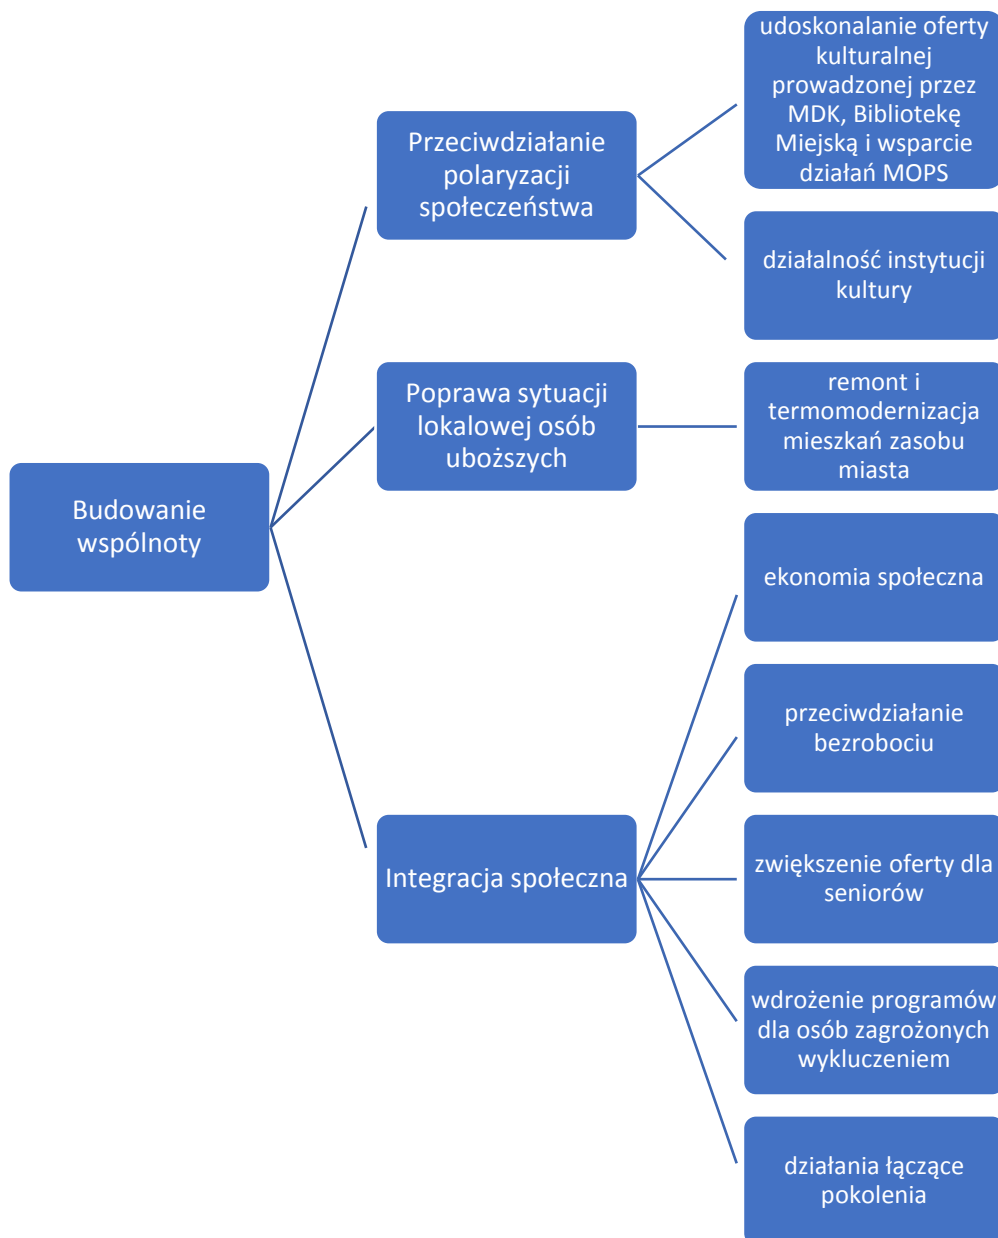 udoskonalanie oferty
kulturalnej
prowadzonej przez
MDK, Bibliotekę
Miejską i wsparcie
działań MOPS
Przeciwdziałanie
polaryzacji
społeczeństwa
działalność instytucji
kultury
Poprawa sytuacji
lokalowej osób
uboższych
remont i
termomodernizacja
mieszkań zasobu
miasta
Budowanie
wspólnoty
ekonomia społeczna
przeciwdziałanie
bezrobociu
Integracja społeczna
zwiększenie oferty dla
seniorów
wdrożenie programów
dla osób zagrożonych
wykluczeniem
działania łączące
pokolenia